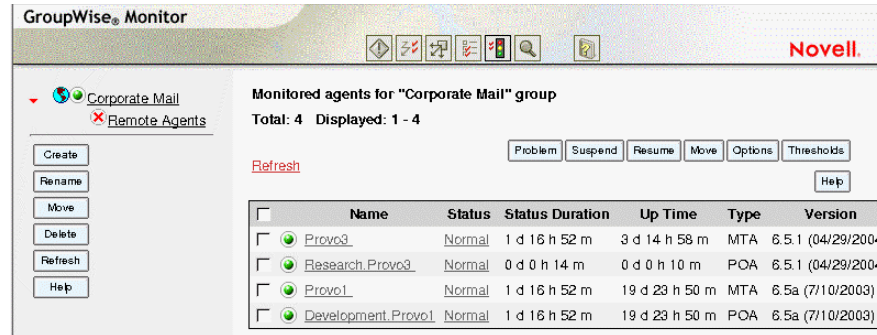 GroupWise® Monitor
Novell.
Corporate Mail
Remote Agents
Create
Rename
Move
Delete
Refresh
Help
Monitored agents for "Corporate Mail" group
Total: 4 Displayed: 1 - 4
Refresh
Problem Suspend Resume Move Options Thresholds
Help
Name Status Status Duration Up Time Type Version
Provo3 Normal 1 d 16 h 52 m 3 d 14 h 58 m MTA 6.5.1 (04/29/2004
Research.Provo3 Normal 0 d 0 h 14 m 0 d 0 h 10 m POA 6.5.1 (04/29/2004
Provo1 Normal 1 d 16 h 52 m 19 d 23 h 50 m MTA 6.5a (7/10/2003)
Development.Provo1 Normal 1 d 16 h 52 m 19 d 23 h 50 m POA 6.5a (7/10/2003)